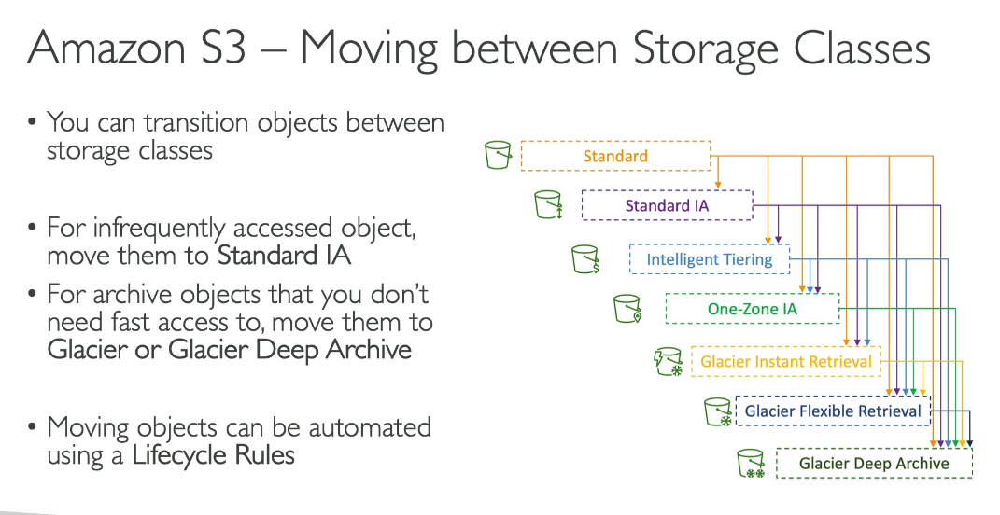 Amazon S3 – Moving between Storage Classes
• You can transition objects between
storage classes
• For infrequently accessed object,
move them to Standard IA
• For archive objects that you don't
need fast access to, move them to
Glacier or Glacier Deep Archive
• Moving objects can be automated
using a Lifecycle Rules
Standard
Standard IA
Intelligent Tiering
One-Zone IA
Glacier Instant Retrieval
Glacier Flexible Retrieval
Glacier Deep Archive